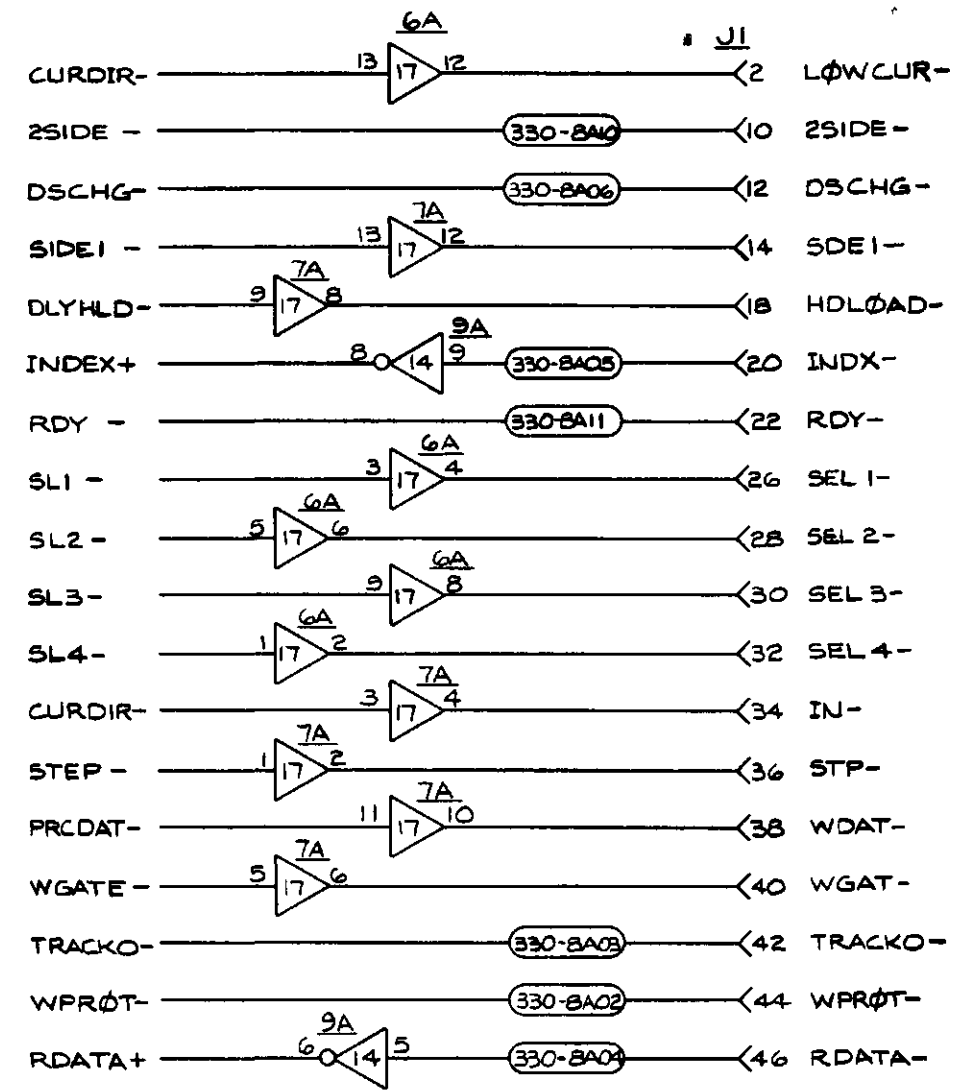 6A
J1
CURDIR- 13 17 12 2 LØWCUR-
2SIDE - 330-8A10 10 2SIDE-
DSCHG- 330-8A06 12 DSCHG-
7A
SIDE1 - 13 17 12 14 SDE1-
7A
DLYHLD- 9 17 8 18 HDLØAD-
9A
INDEX+ 8 14 9 330-8A05 20 INDX-
RDY - 330-8A11 22 RDY-
6A
SL1 - 3 17 4 26 SEL 1-
6A
SL2 - 5 17 6 28 SEL 2-
6A
SL3- 9 17 8 30 SEL 3-
6A
SL4- 1 17 2 32 SEL 4-
7A
CURDIR- 3 17 4 34 IN-
7A
STEP - 1 17 2 36 STP-
7A
PRCDAT- 11 17 10 38 WDAT-
7A
WGATE - 5 17 6 40 WGAT-
TRACKO- 330-8A03 42 TRACKO-
WPRØT- 330-8A02 44 WPRØT-
9A
RDATA+ 6 14 5 330-8A04 46 RDATA-